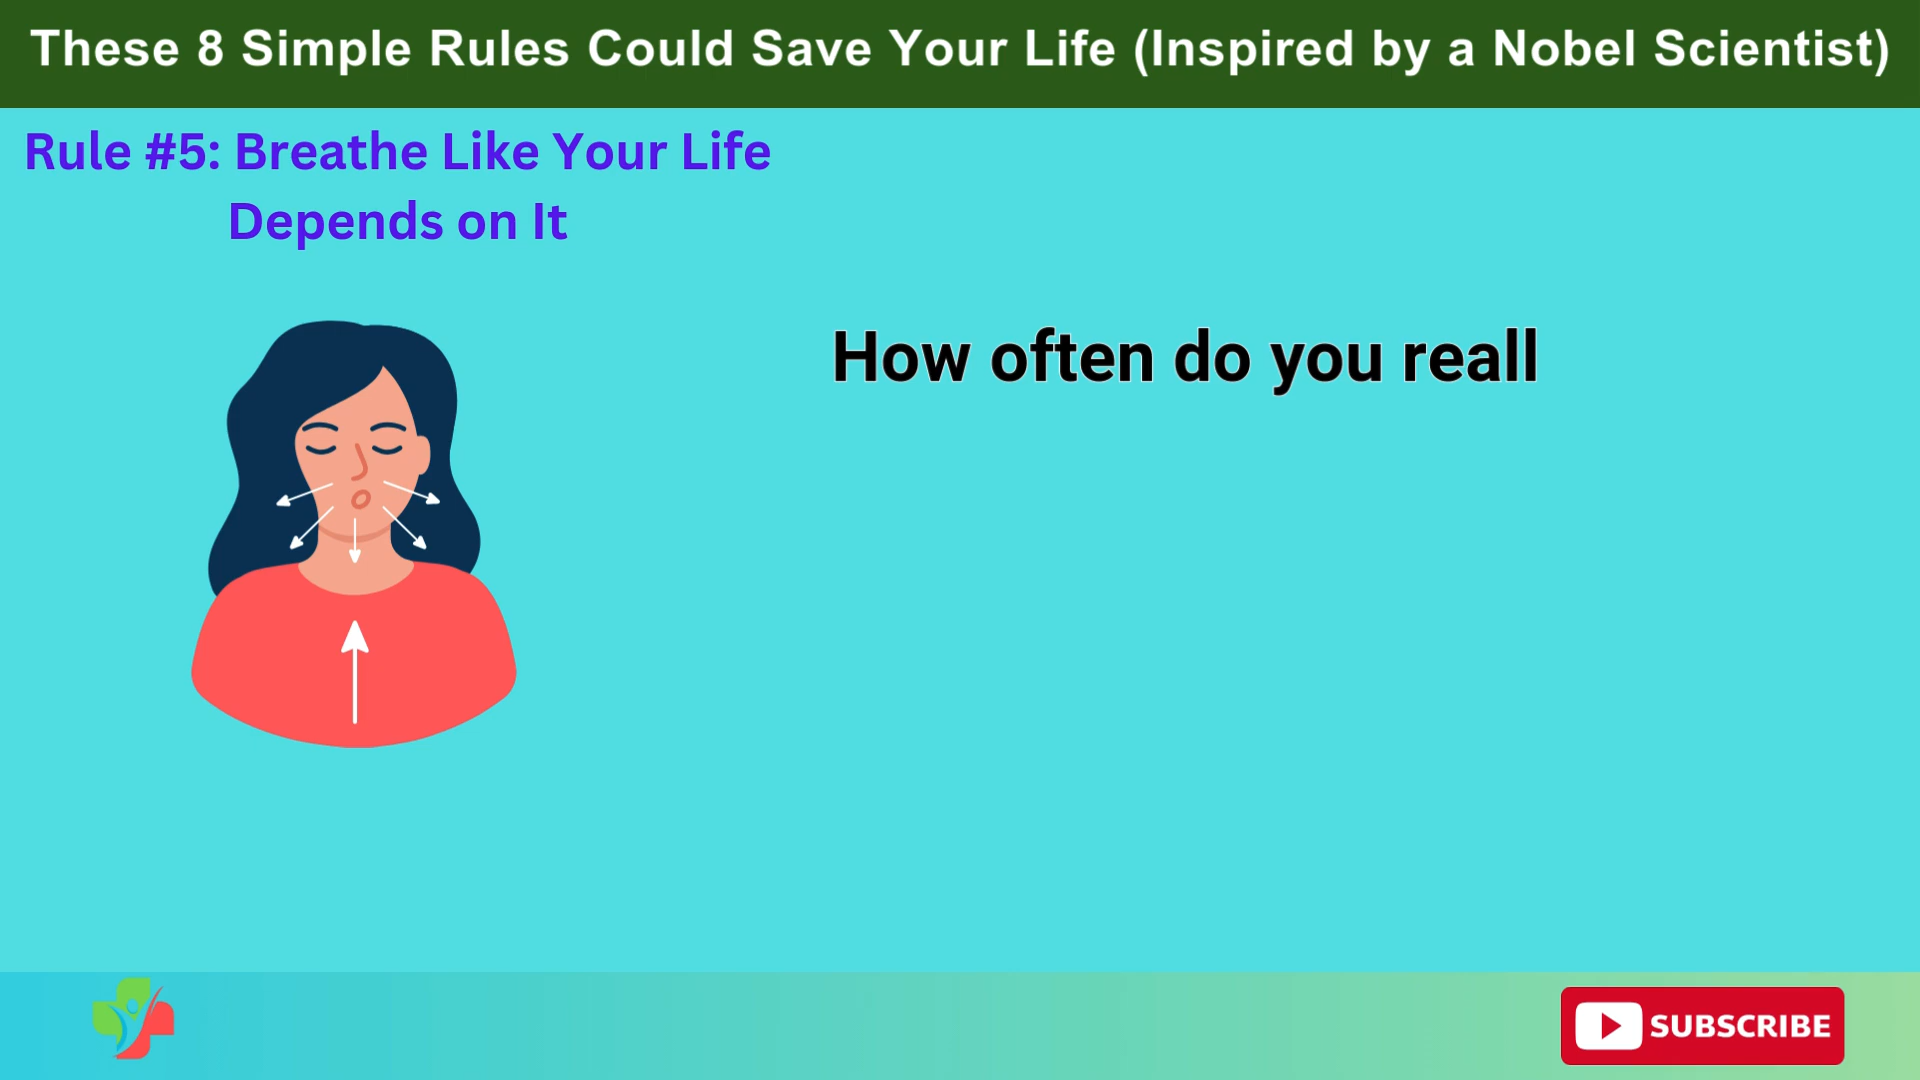 These 8 Simple Rules Could Save Your Life (Inspired by a Nobel Scientist)
Rule #5: Breathe Like Your Life
Depends on It
How often do you reall
SUBSCRIBE